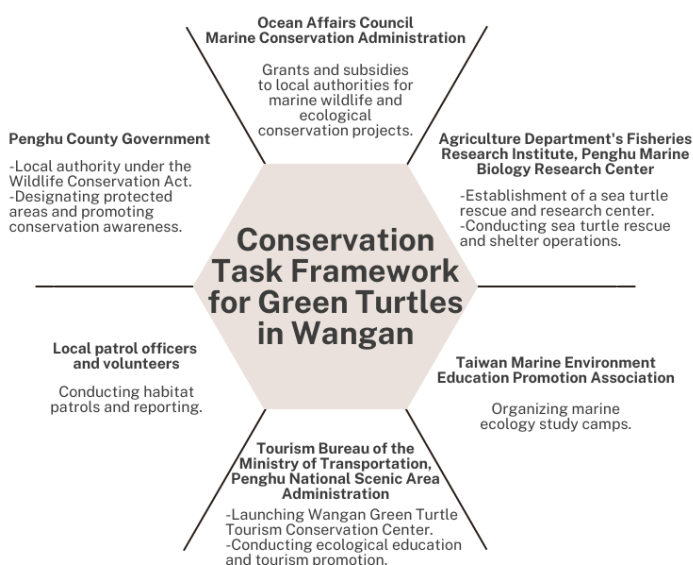 Ocean Affairs Council
Marine Conservation Administration
Grants and subsidies
to local authorities for
marine wildlife and
ecological
conservation projects.
Penghu County Government
-Local authority under the
Wildlife Conservation Act.
-Designating protected
areas and promoting
conservation awareness.
Agriculture Department's Fisheries
Research Institute, Penghu Marine
Biology Research Center
-Establishment of a sea turtle
rescue and research center.
-Conducting sea turtle rescue
and shelter operations.
Conservation
Task Framework
for Green Turtles
in Wangan
Local patrol officers
and volunteers
Conducting habitat
patrols and reporting.
Taiwan Marine Environment
Education Promotion Association
Organizing marine
ecology study camps.
Tourism Bureau of the
Ministry of Transportation,
Penghu National Scenic Area
Administration
-Launching Wangan Green Turtle
Tourism Conservation Center.
-Conducting ecological education
and tourism promotion.